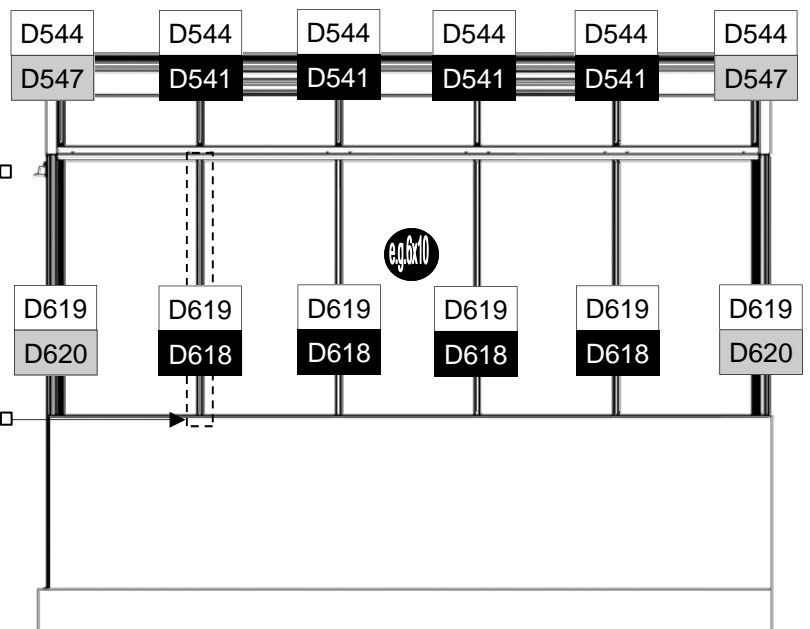 D544 D544 D544 D544 D544 D544
D547 D541 D541 D541 D541 D547
e.g.6x10
D619 D619 D619 D619 D619 D619
D620 D618 D618 D618 D618 D620